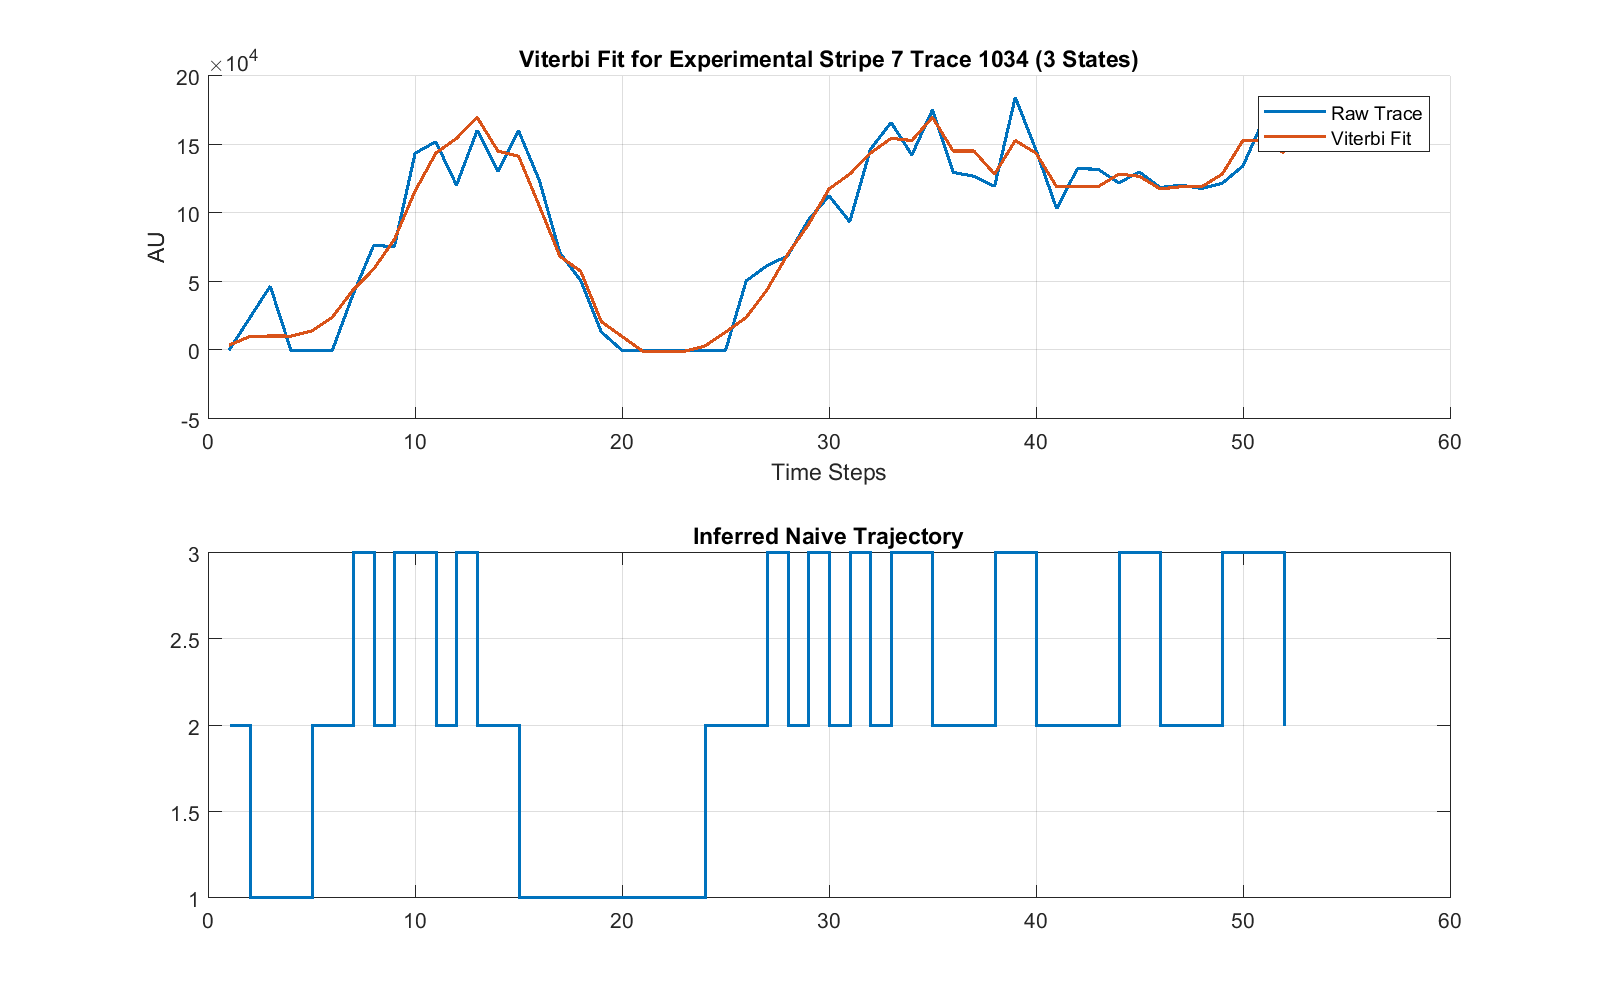 Viterbi Fit for Experimental Stripe 7 Trace 1034 (3 States)
×10⁴
20
15
10
5
0
-5
AU
Raw Trace
Viterbi Fit
0 10 20 30 40 50 60
Time Steps
Inferred Naive Trajectory
3
2.5
2
1.5
1
0 10 20 30 40 50 60